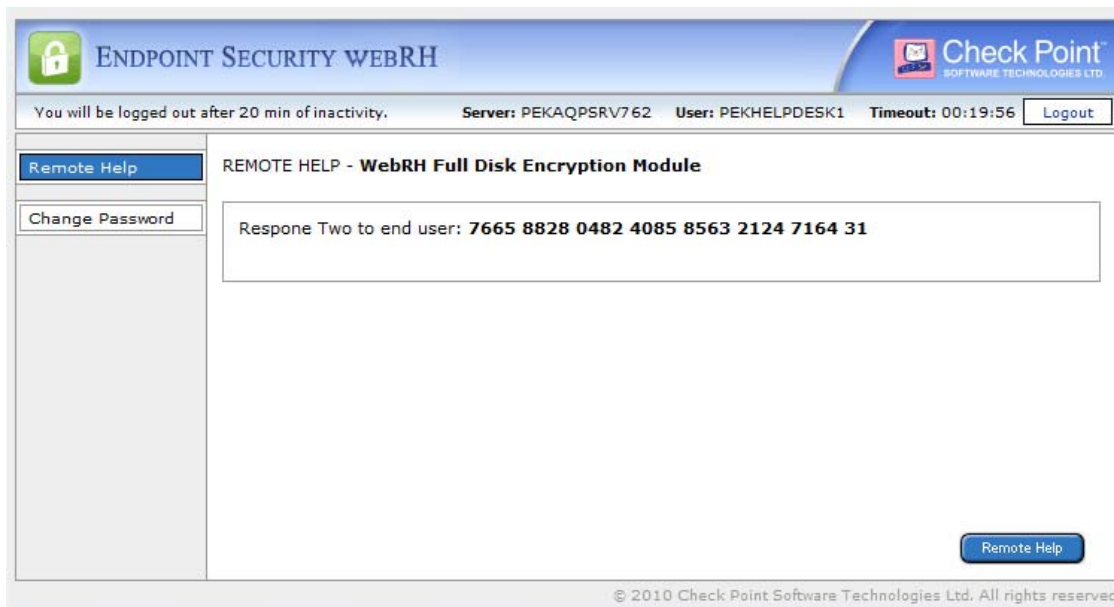 ENDPOINT SECURITY WEBRH
Check Point
SOFTWARE TECHNOLOGIES LTD.
You will be logged out after 20 min of inactivity. Server: PEKAQPSRV762 User: PEKHELPDESK1 Timeout: 00:19:56 Logout
Remote Help
REMOTE HELP - WebRH Full Disk Encryption Module
Change Password
Respone Two to end user: 7665 8828 0482 4085 8563 2124 7164 31
Remote Help
© 2010 Check Point Software Technologies Ltd. All rights reserved